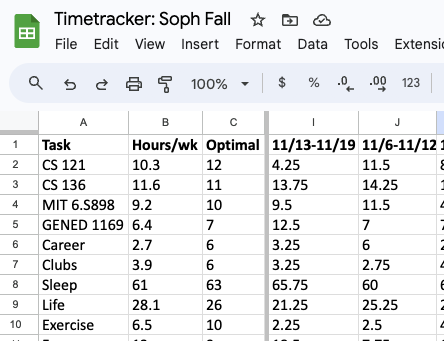 Timetracker: Soph Fall
File Edit View Insert Format Data Tools Extensi
100% $ % .0 .00 123
A B C I J
1 Task Hours/wk Optimal 11/13-11/19 11/6-11/12 1
2 CS 121 10.3 12 4.25 11.5
3 CS 136 11.6 11 13.75 14.25
4 MIT 6.S898 9.2 10 9.5 11.5
5 GENED 1169 6.4 7 12.5 7
6 Career 2.7 6 3.25 6
7 Clubs 3.9 6 3.25 2.75
8 Sleep 61 63 65.75 60
9 Life 28.1 26 21.25 25.25
10 Exercise 6.5 10 2.25 2.5